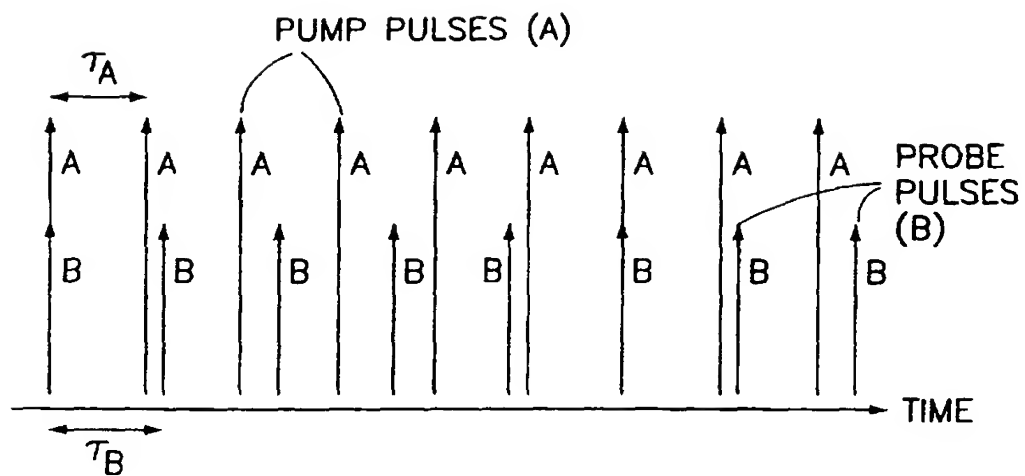 PUMP PULSES (A)
τA
A A A A A A A A A
PROBE
PULSES
(B)
B B B B B B B B
TIME
τB